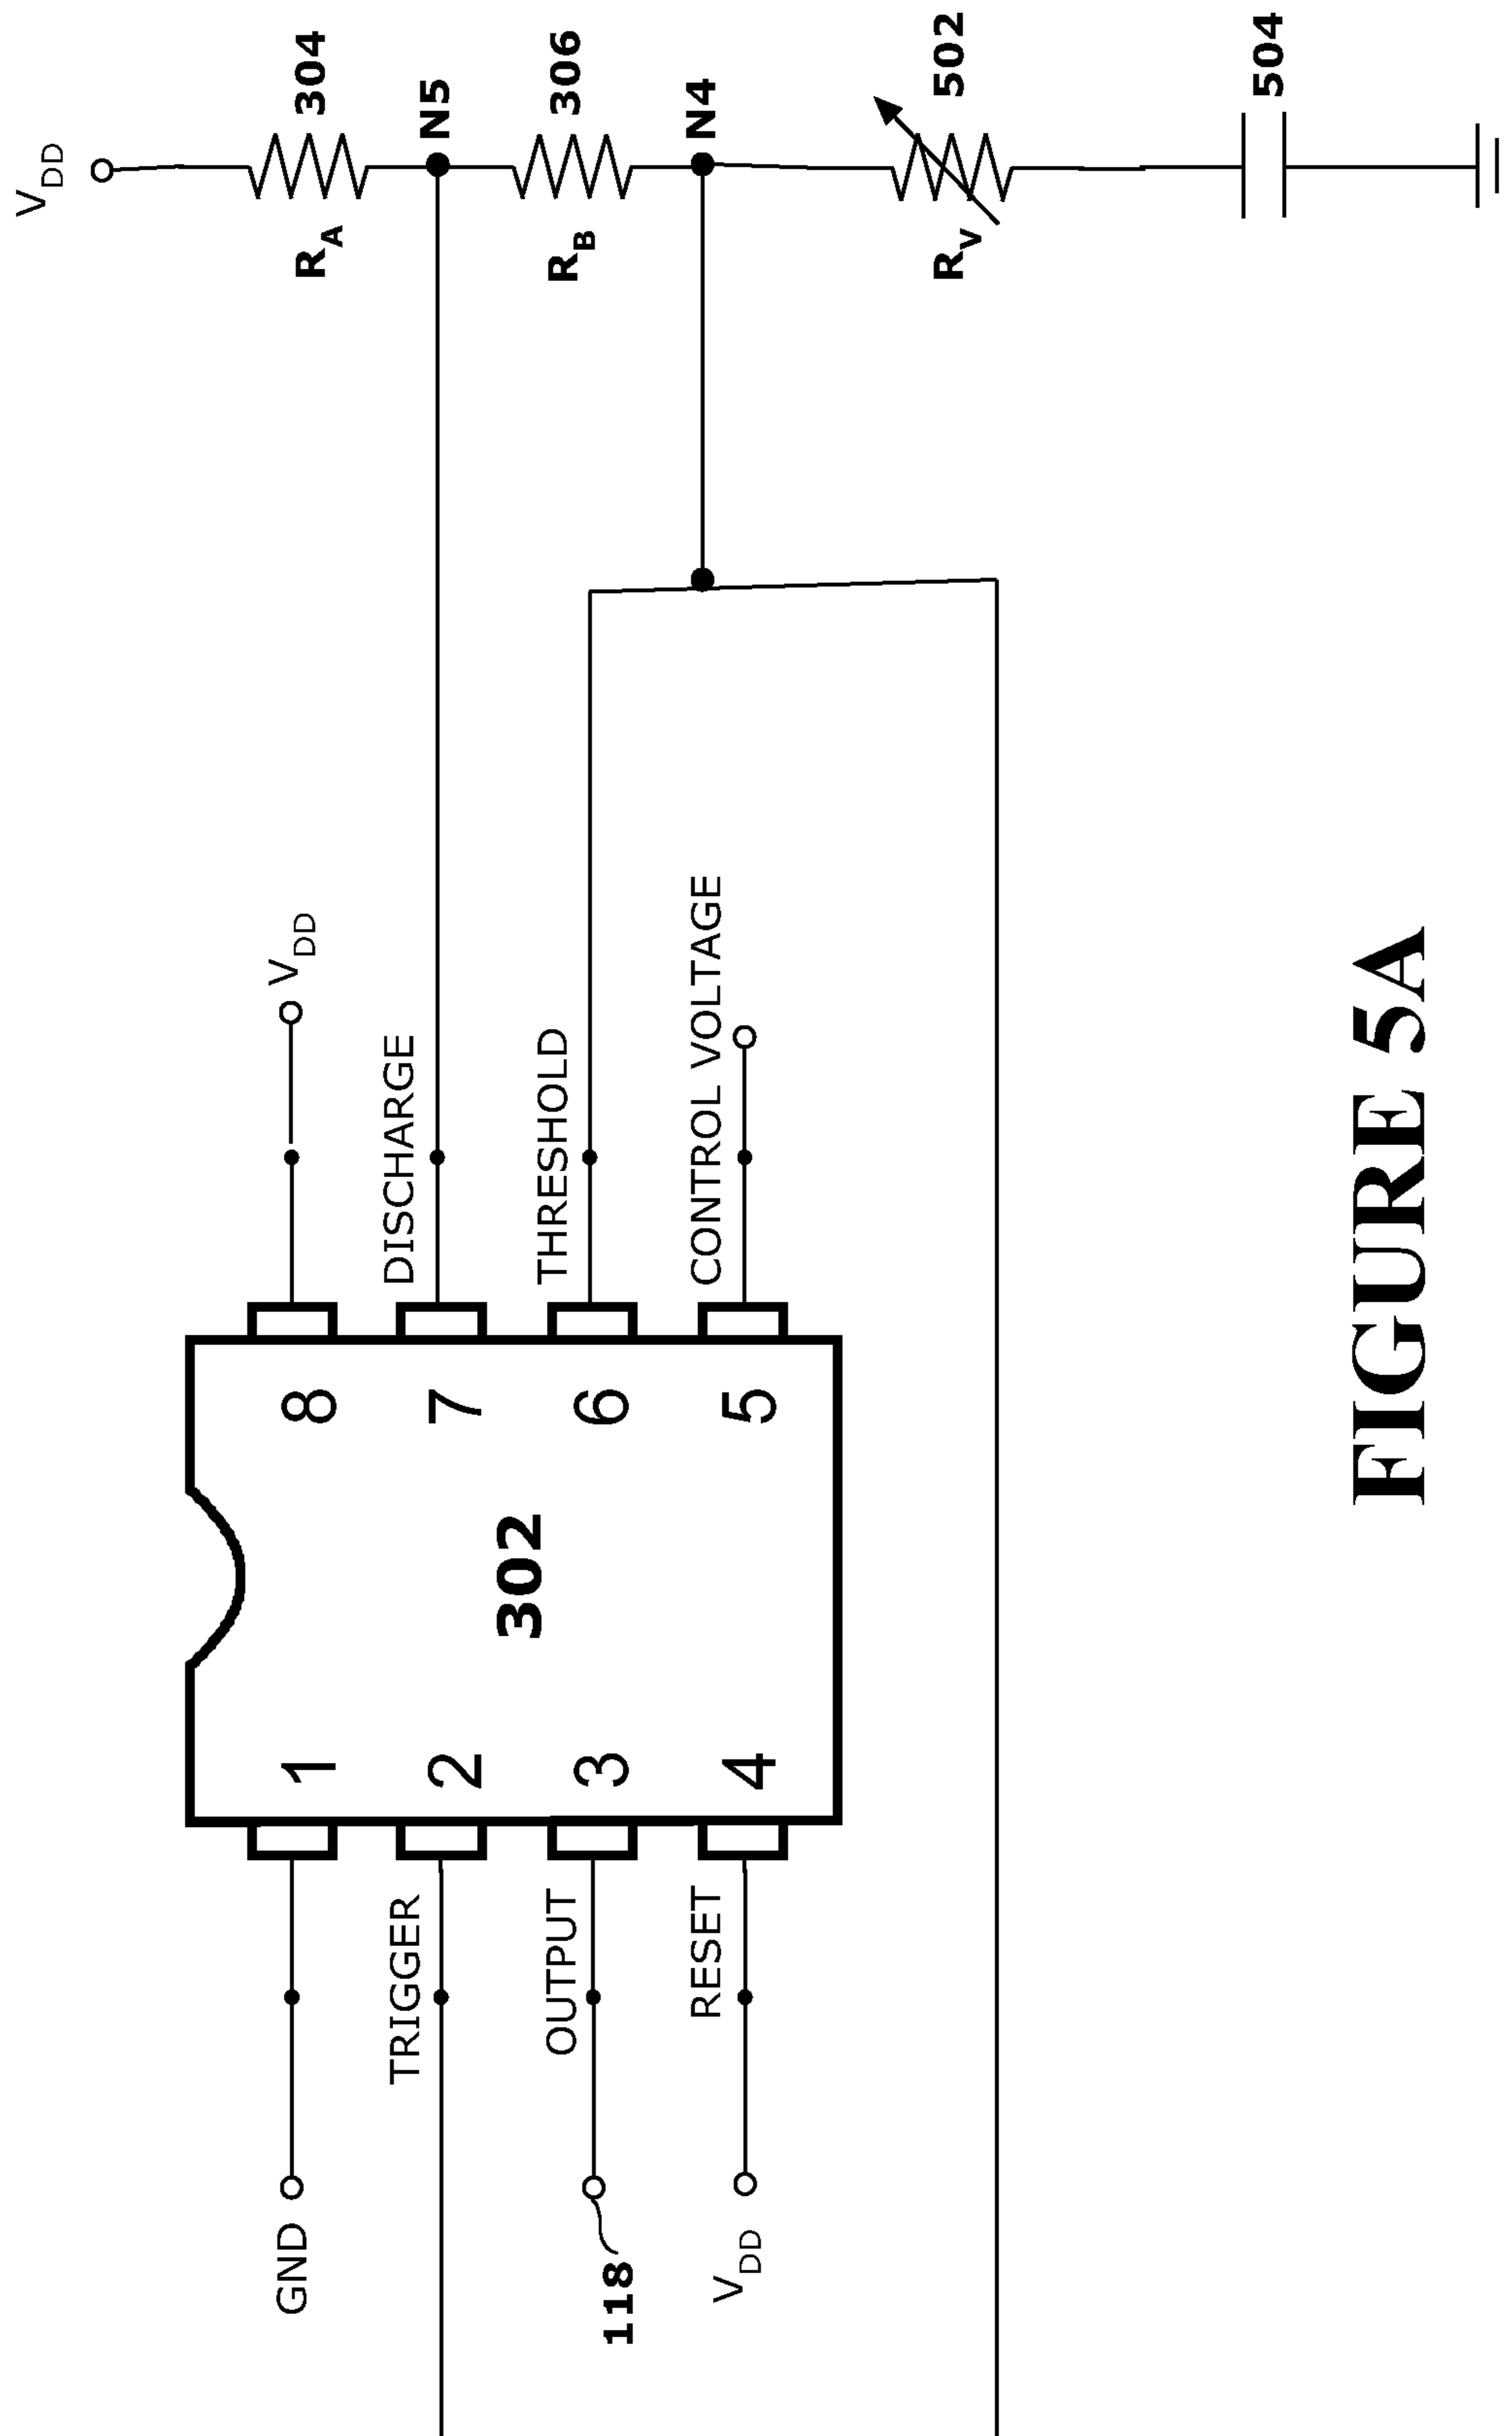 V_DD
R_A
304
N5
R_B
306
N4
R_V
502
504
V_DD
DISCHARGE
THRESHOLD
CONTROL VOLTAGE
8
7
6
5
302
1
2
3
4
GND
TRIGGER
OUTPUT
118
RESET
V_DD
FIGURE 5A